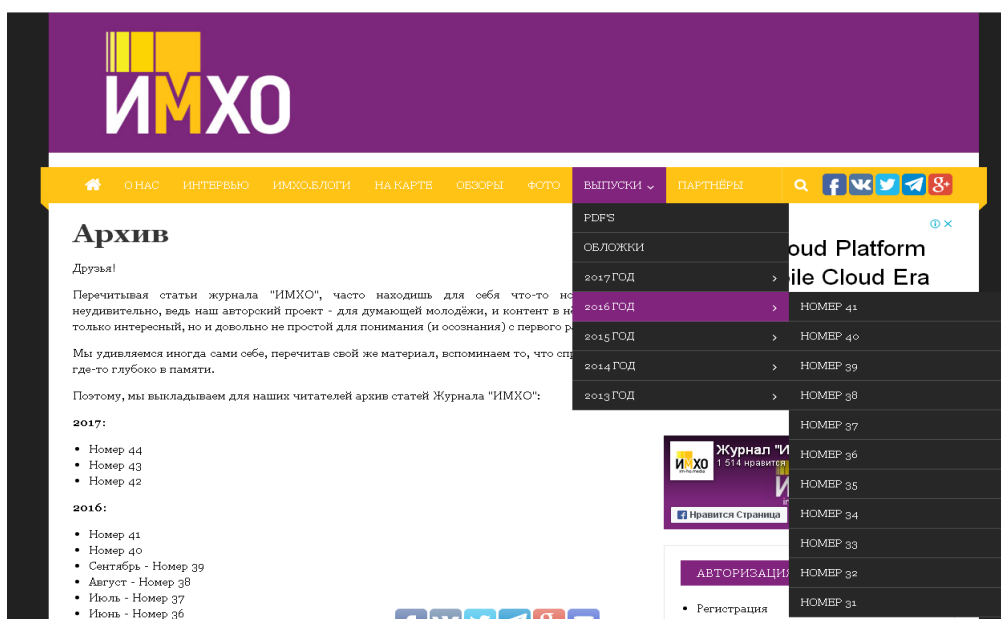 ИМХО
О НАС ИНТЕРВЬЮ ИМХО.БЛОГИ НА КАРТЕ ОБЗОРЫ ФОТО ВЫПУСКИ ПАРТНЁРЫ
PDF'S
ОБЛОЖКИ
2017 ГОД
2016 ГОД
2015 ГОД
2014 ГОД
2013 ГОД
НОМЕР 41
НОМЕР 40
НОМЕР 39
НОМЕР 38
НОМЕР 37
НОМЕР 36
НОМЕР 35
НОМЕР 34
НОМЕР 33
НОМЕР 32
НОМЕР 31
Архив
Друзья!
Перечитывая статьи журнала "ИМХО", часто находишь для себя что-то
неудивительно, ведь наш авторский проект - для думающей молодёжи, и контент в
только интересный, но и довольно не простой для понимания (и осознания) с первого
Мы удивляемся иногда сами себе, перечитав свой же материал, вспоминаем то, что
где-то глубоко в памяти.
Поэтому, мы выкладываем для наших читателей архив статей Журнала "ИМХО":
2017:
Номер 44
Номер 43
Номер 42
2016:
Номер 41
Номер 40
Сентябрь - Номер 39
Август - Номер 38
Июль - Номер 37
Июнь - Номер 36
oud Platform
ile Cloud Era
ИМХО
im-ho.media
Журнал "И
1 514 нравится
Нравится Страница
АВТОРИЗАЦИЯ
Регистрация